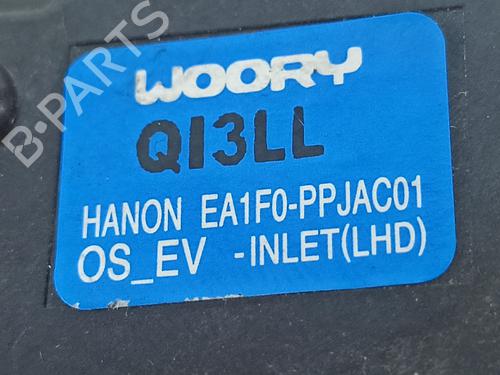 WOORY
QI3LL
HANON EA1F0-PPJAC01
OS_EV -INLET(LHD)
B-PARTS